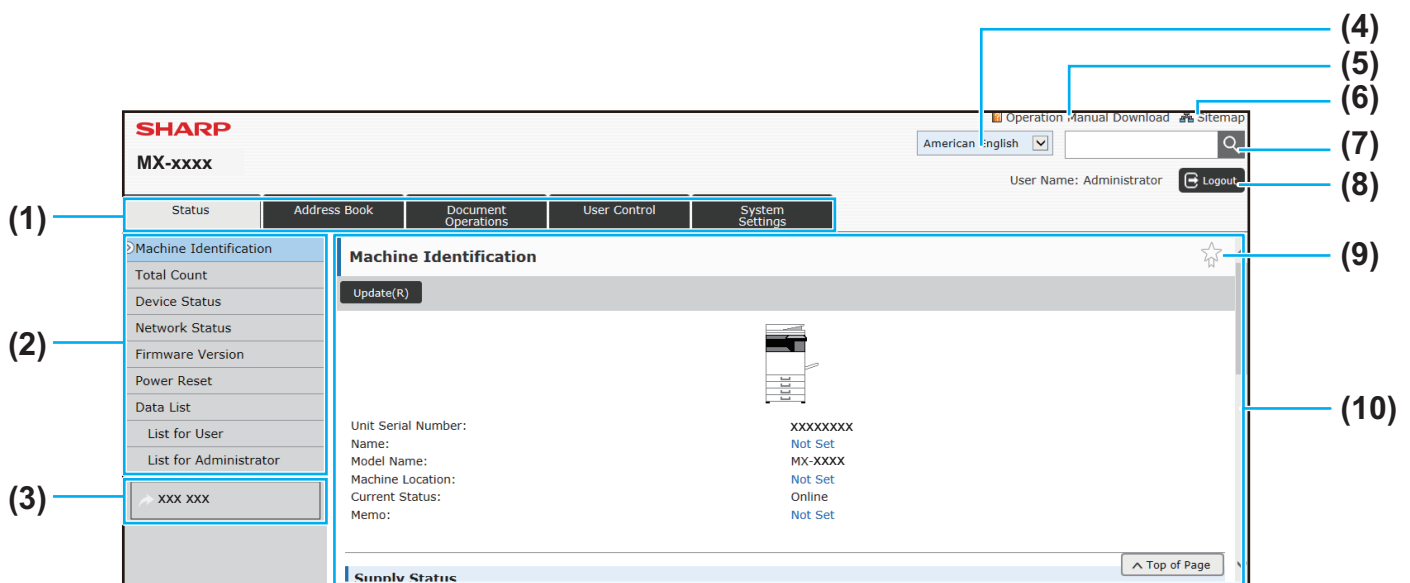 (4)
(5)
(6)
Operation Manual Download Sitemap
SHARP
American English
(7)
MX-xxxx
User Name: Administrator Logout
(8)
(1)
Status Address Book Document Operations User Control System Settings
Machine Identification
Total Count
Device Status
Network Status
Firmware Version
Power Reset
Data List
List for User
List for Administrator
(2)
(3)
XXX XXX
Machine Identification
(9)
Update(R)
(10)
Unit Serial Number: XXXXXXXX
Name: Not Set
Model Name: MX-XXXX
Machine Location: Not Set
Current Status: Online
Memo: Not Set
Top of Page
Supply Status